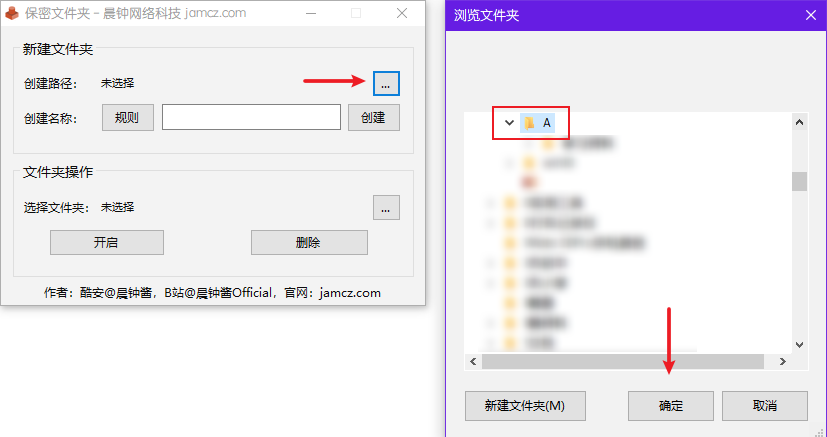 保密文件夹 - 晨钟网络科技 jamcz.com
新建文件夹
创建路径： 未选择 ...
创建名称： 规则 创建
文件夹操作
选择文件夹： 未选择 ...
开启 删除
作者：酷安@晨钟酱，B站@晨钟酱Official，官网：jamcz.com
浏览文件夹
A
新建文件夹(M) 确定 取消